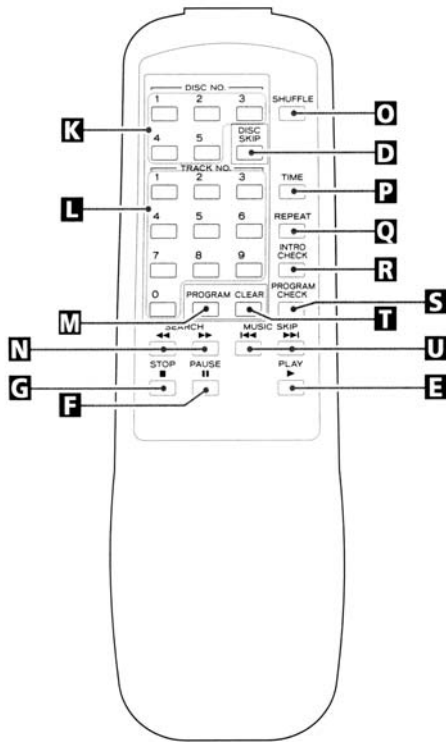 DISC NO.
1 2 3 SHUFFLE
K O
4 5 DISC SKIP
D
TRACK NO.
1 2 3 TIME
L P
4 5 6 REPEAT
Q
7 8 9 INTRO CHECK
R
0 PROGRAM CLEAR PROGRAM CHECK
S
M T
SEARCH MUSIC SKIP
◀◀ ▶▶ |◀◀ ▶▶|
N U
STOP PAUSE PLAY
■ ❚❚ ▶
G F E